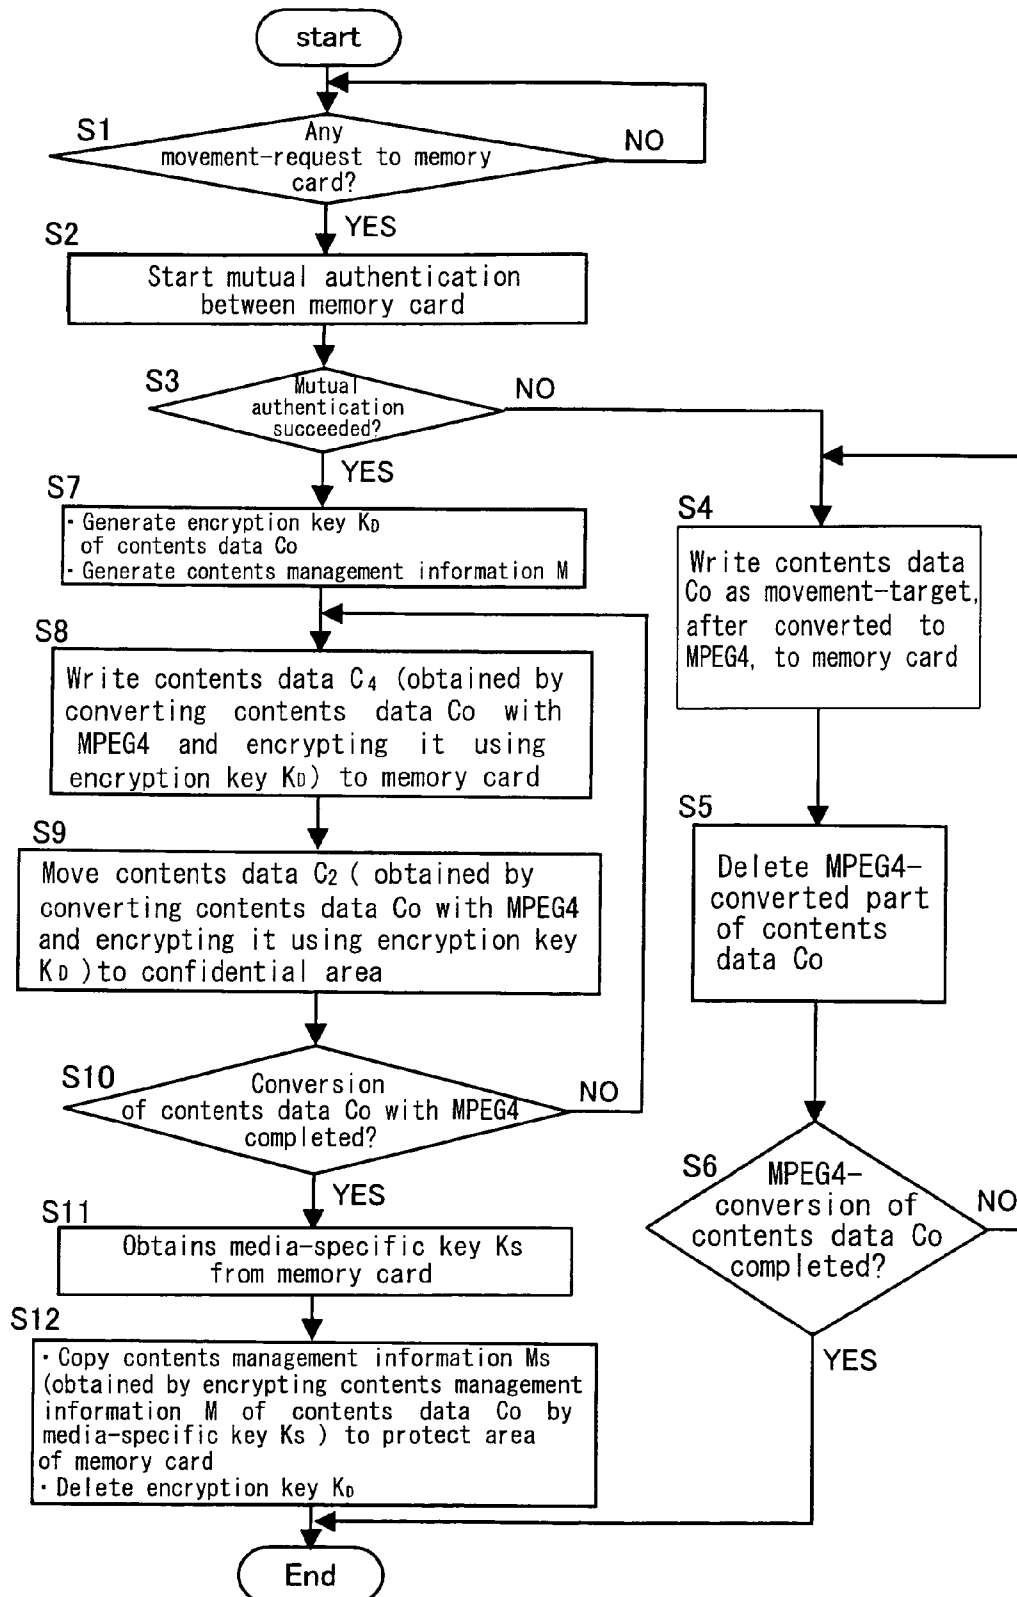 start
S1
Any
movement-request to memory
card?
NO
YES
S2
Start mutual authentication
between memory card
S3
Mutual
authentication
succeeded?
NO
YES
S7
・Generate encryption key KD
of contents data Co
・Generate contents management information M
S4
Write contents data
Co as movement-target,
after converted to
MPEG4, to memory card
S8
Write contents data C4 (obtained by
converting contents data Co with
MPEG4 and encrypting it using
encryption key KD) to memory card
S5
Delete MPEG4-
converted part
of contents
data Co
S9
Move contents data C2 ( obtained by
converting contents data Co with MPEG4
and encrypting it using encryption key
KD )to confidential area
S10
Conversion
of contents data Co with MPEG4
completed?
NO
YES
S6
MPEG4-
conversion of
contents data Co
completed?
NO
YES
S11
Obtains media-specific key Ks
from memory card
S12
・Copy contents management information Ms
(obtained by encrypting contents management
information M of contents data Co by
media-specific key Ks ) to protect area
of memory card
・Delete encryption key KD
End